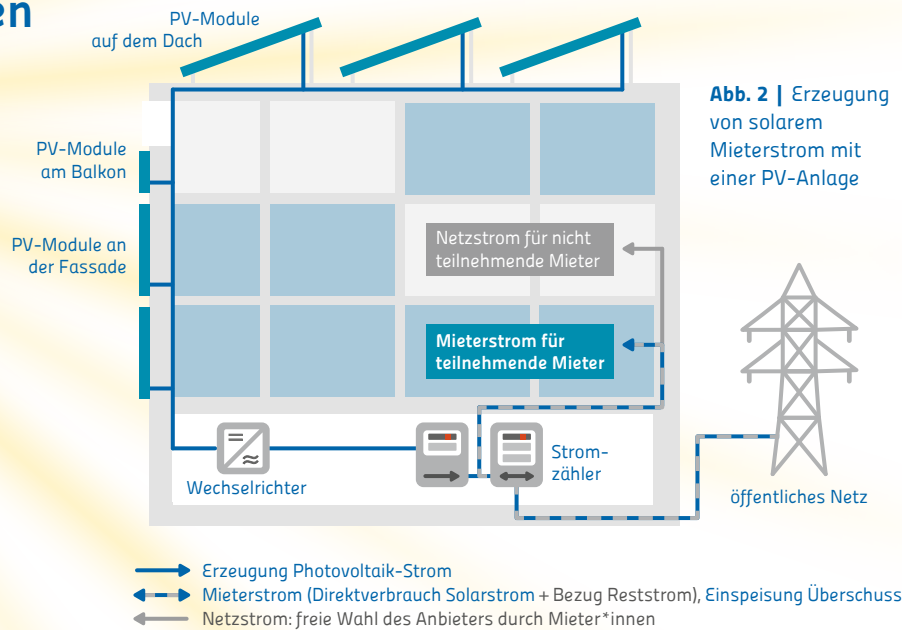 en
PV-Module
auf dem Dach
Abb. 2 | Erzeugung
von solarem
Mieterstrom mit
einer PV-Anlage
PV-Module
am Balkon
PV-Module an
der Fassade
Netzstrom für nicht
teilnehmende Mieter
Mieterstrom für
teilnehmende Mieter
Wechselrichter
Strom-
zähler
öffentliches Netz
Erzeugung Photovoltaik-Strom
Mieterstrom (Direktverbrauch Solarstrom + Bezug Reststrom), Einspeisung Überschuss
Netzstrom: freie Wahl des Anbieters durch Mieter*innen